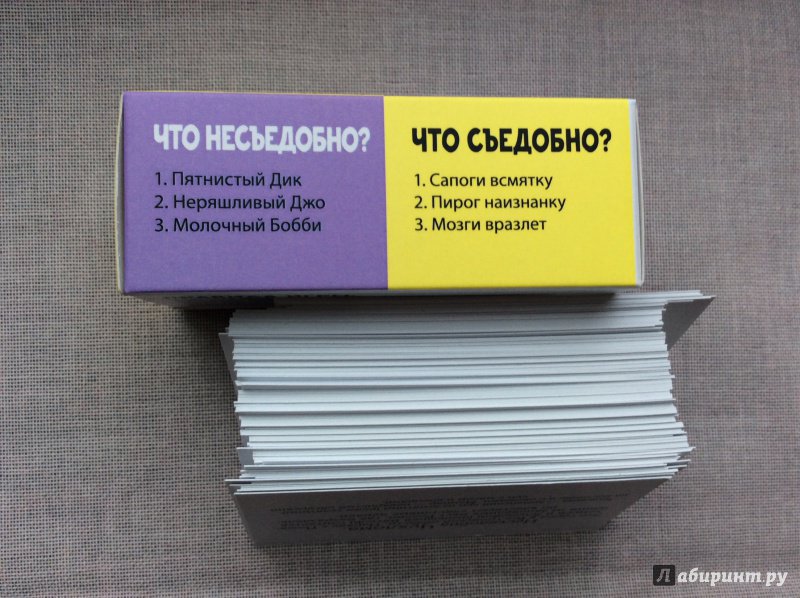 ЧТО НЕСЪЕДОБНО?
1. Пятнистый Дик
2. Неряшливый Джо
3. Молочный Бобби
ЧТО СЪЕДОБНО?
1. Сапоги всмятку
2. Пирог наизнанку
3. Мозги вразлет
Лабиринт.ру